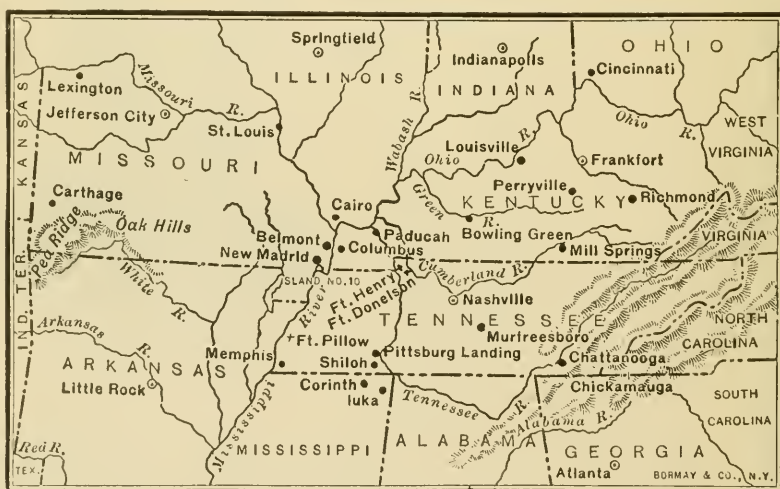 Springfield
Indianapolis
OHIO
Cincinnati
Missouri
R.
Lexington
Jefferson City
ILLINOIS
INDIANA
Wabash R.
KANSAS
St. Louis
Ohio
R.
WEST
VIRGINIA
MISSOURI
Louisville
Ohio
R.
Frankfort
Carthage
Perryville
KENTUCKY
Richmond
Green
R.
Oak Hills
Pea Ridge
Cairo
Paducah
Bowling Green
VIRGINIA
Belmont
Columbus
Mill Springs
New Madrid
White
R.
ISLAND NO. 10
Ft. Henry
Ft. Donelson
Cumberland R.
Nashville
IND. TER.
TENNESSEE
NORTH
CAROLINA
Arkansas
R.
Ft. Pillow
Murfreesboro
ARKANSAS
Memphis
Shiloh
Pittsburg Landing
Chattanooga
Little Rock
Corinth
Iuka
Tennessee
R.
Chickamauga
Mississippi
River
Alabama R.
SOUTH
CAROLINA
Red R.
TEX.
MISSISSIPPI
ALABAMA
GEORGIA
Atlanta
BORMAY & CO., N.Y.